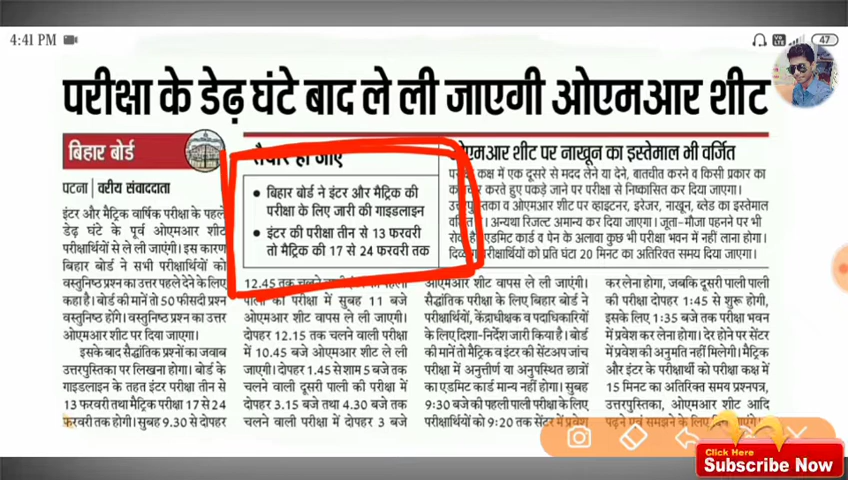 4:41 PM
47
परीक्षा के डेढ़ घंटे बाद ले ली जाएगी ओएमआर शीट
बिहार बोर्ड
पटना | वरीय संवाददाता
इंटर और मैट्रिक वार्षिक परीक्षा के पहले
डेढ़ घंटे के पूर्व ओएमआर शीट
परीक्षार्थियों से ले ली जाएगी। इस कारण
बिहार बोर्ड ने सभी परीक्षार्थियों को
वस्तुनिष्ठ प्रश्न का उत्तर पहले देने के लिए
कहा है। बोर्ड की मानें तो 50 फीसदी प्रश्न
वस्तुनिष्ठ होंगे। वस्तुनिष्ठ प्रश्न का उत्तर
ओएमआर शीट पर दिया जाएगा।
इसके बाद सैद्धांतिक प्रश्नों का जवाब
उत्तरपुस्तिका पर लिखना होगा। बोर्ड के
गाइडलाइन के तहत इंटर परीक्षा तीन से
13 फरवरी तथा मैट्रिक परीक्षा 17 से 24
फरवरी तक होगी। सुबह 9.30 से दोपहर
तैयार हो जाएं
• बिहार बोर्ड ने इंटर और मैट्रिक की
परीक्षा के लिए जारी की गाइडलाइन
• इंटर की परीक्षा तीन से 13 फरवरी
तो मैट्रिक की 17 से 24 फरवरी तक
12.45 तक चलने वाली पहली
पाली की परीक्षा में सुबह 11 बजे
ओएमआर शीट वापस ले ली जाएगी।
दोपहर 12.15 तक चलने वाली परीक्षा
में 10.45 बजे ओएमआर शीट ले ली
जाएगी। दोपहर 1.45 से शाम 5 बजे तक
चलने वाली दूसरी पाली की परीक्षा में
दोपहर 3.15 बजे तथा 4.30 बजे तक
चलने वाली परीक्षा में दोपहर 3 बजे
ओएमआर शीट पर नाखून का इस्तेमाल भी वर्जित
परीक्षा कक्ष में एक दूसरे से मदद लेने या देने, बातचीत करने व किसी प्रकार का
कदाचार करते हुए पकड़े जाने पर परीक्षा से निष्कासित कर दिया जाएगा।
उत्तरपुस्तिका व ओएमआर शीट पर व्हाइटनर, इरेजर, नाखून, ब्लेड का इस्तेमाल
वर्जित है। अन्यथा रिजल्ट अमान्य कर दिया जाएगा। जूता-मौजा पहनने पर भी
रोक है। एडमिट कार्ड व पेन के अलावा कुछ भी परीक्षा भवन में नहीं लाना होगा।
दिव्यांग परीक्षार्थियों को प्रति घंटा 20 मिनट का अतिरिक्त समय दिया जाएगा।
ओएमआर शीट वापस ले ली जाएगी।
सैद्धांतिक परीक्षा के लिए बिहार बोर्ड ने
परीक्षार्थियों, केंद्राधीक्षक व पदाधिकारियों
के लिए दिशा-निर्देश जारी किया है। बोर्ड
की मानें तो मैट्रिक व इंटर की सेंटअप जांच
परीक्षा में अनुत्तीर्ण या अनुपस्थित छात्रों
का एडमिट कार्ड मान्य नहीं होगा। सुबह
9:30 बजे की पहली पाली परीक्षा के लिए
परीक्षार्थियों को 9:20 तक सेंटर में प्रवेश
कर लेना होगा, जबकि दूसरी पाली पाली
की परीक्षा दोपहर 1:45 से शुरू होगी,
इसके लिए 1:35 बजे तक परीक्षा भवन
में प्रवेश कर लेना होगा। देर होने पर सेंटर
में प्रवेश की अनुमति नहीं मिलेगी। मैट्रिक
और इंटर के परीक्षार्थी को परीक्षा कक्ष में
15 मिनट का अतिरिक्त समय प्रश्नपत्र,
उत्तरपुस्तिका, ओएमआर शीट आदि
पढ़ने एवं समझने के लिए
Click Here
Subscribe Now